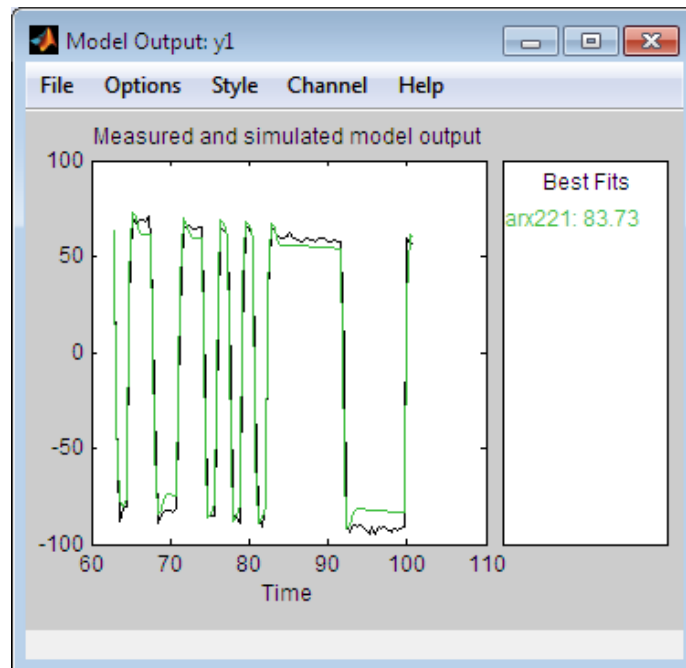 Model Output: y1
File Options Style Channel Help
Measured and simulated model output
100
50
0
-50
-100
60 70 80 90 100 110
Time
Best Fits
arx221: 83.73